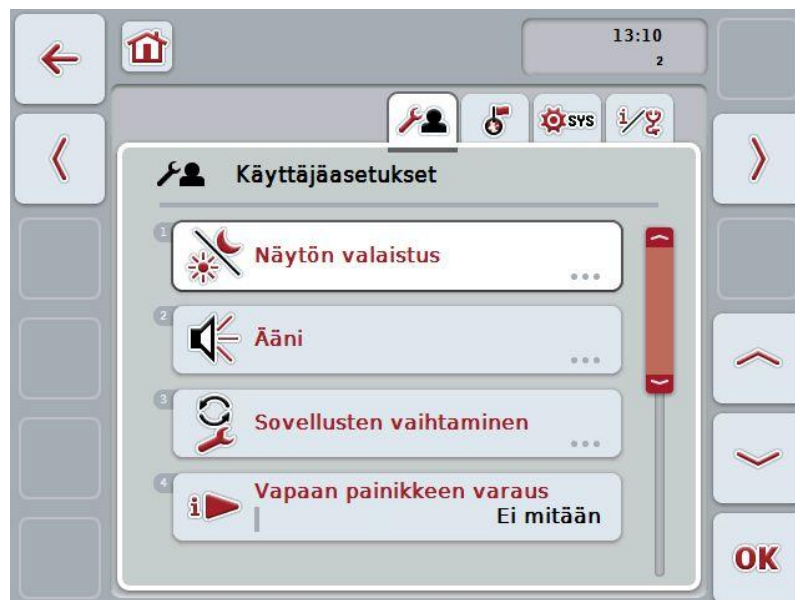 13:10
2
SYS
i/
Käyttäjäasetukset
1
Näytön valaistus
2
Ääni
3
Sovellusten vaihtaminen
4
Vapaan painikkeen varaus
i
Ei mitään
OK